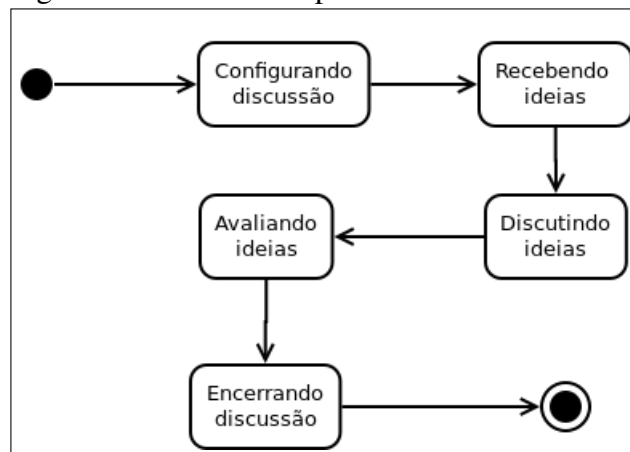 Configurando
discussão
Recebendo
ideias
Discutindo
ideias
Avaliando
ideias
Encerrando
discussão